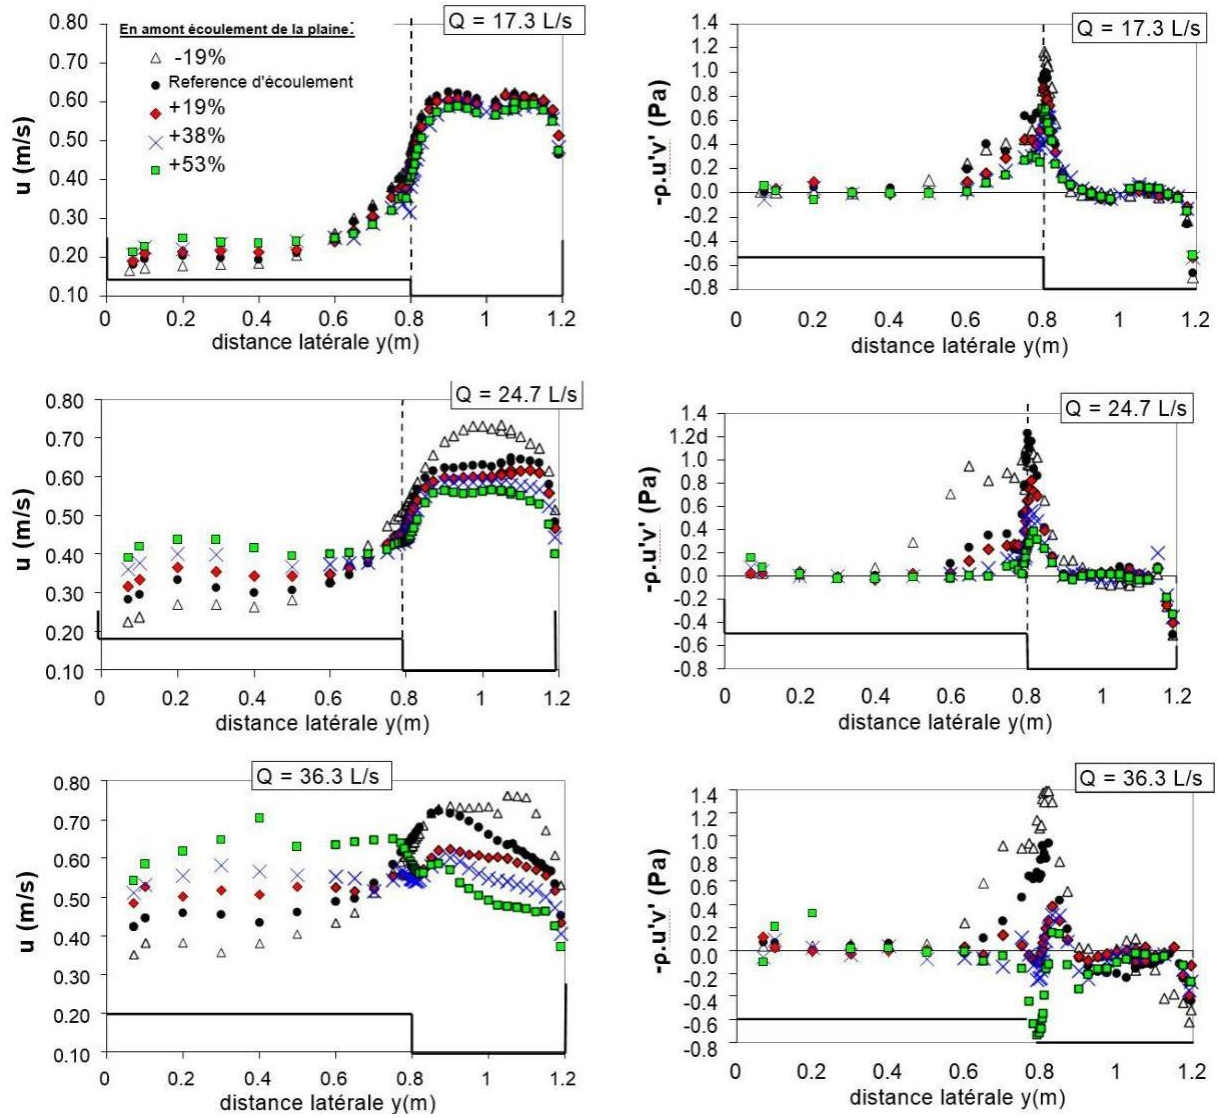 Q = 17.3 L/s
En amont écoulement de la plaine:
-19%
Reference d'écoulement
+19%
+38%
+53%
u (m/s)
0.80
0.70
0.60
0.50
0.40
0.30
0.20
0.10
0 0.2 0.4 0.6 0.8 1 1.2
distance latérale y(m)
Q = 17.3 L/s
-ρ.u'v' (Pa)
1.4
1.2
1.0
0.8
0.6
0.4
0.2
0.0
-0.2
-0.4
-0.6
-0.8
0 0.2 0.4 0.6 0.8 1 1.2
distance latérale y(m)
Q = 24.7 L/s
u (m/s)
0.80
0.70
0.60
0.50
0.40
0.30
0.20
0.10
0 0.2 0.4 0.6 0.8 1 1.2
distance latérale y(m)
Q = 24.7 L/s
-ρ.u'v' (Pa)
1.4
1.2d
1.0
0.8
0.6
0.4
0.2
0.0
-0.2
-0.4
-0.6
-0.8
0 0.2 0.4 0.6 0.8 1 1.2
distance latérale y(m)
Q = 36.3 L/s
u (m/s)
0.80
0.70
0.60
0.50
0.40
0.30
0.20
0.10
0 0.2 0.4 0.6 0.8 1 1.2
distance latérale y(m)
Q = 36.3 L/s
-ρ.u'v' (Pa)
1.4
1.2
1.0
0.8
0.6
0.4
0.2
0.0
-0.2
-0.4
-0.6
-0.8
0 0.2 0.4 0.6 0.8 1 1.2
distance latérale y(m)